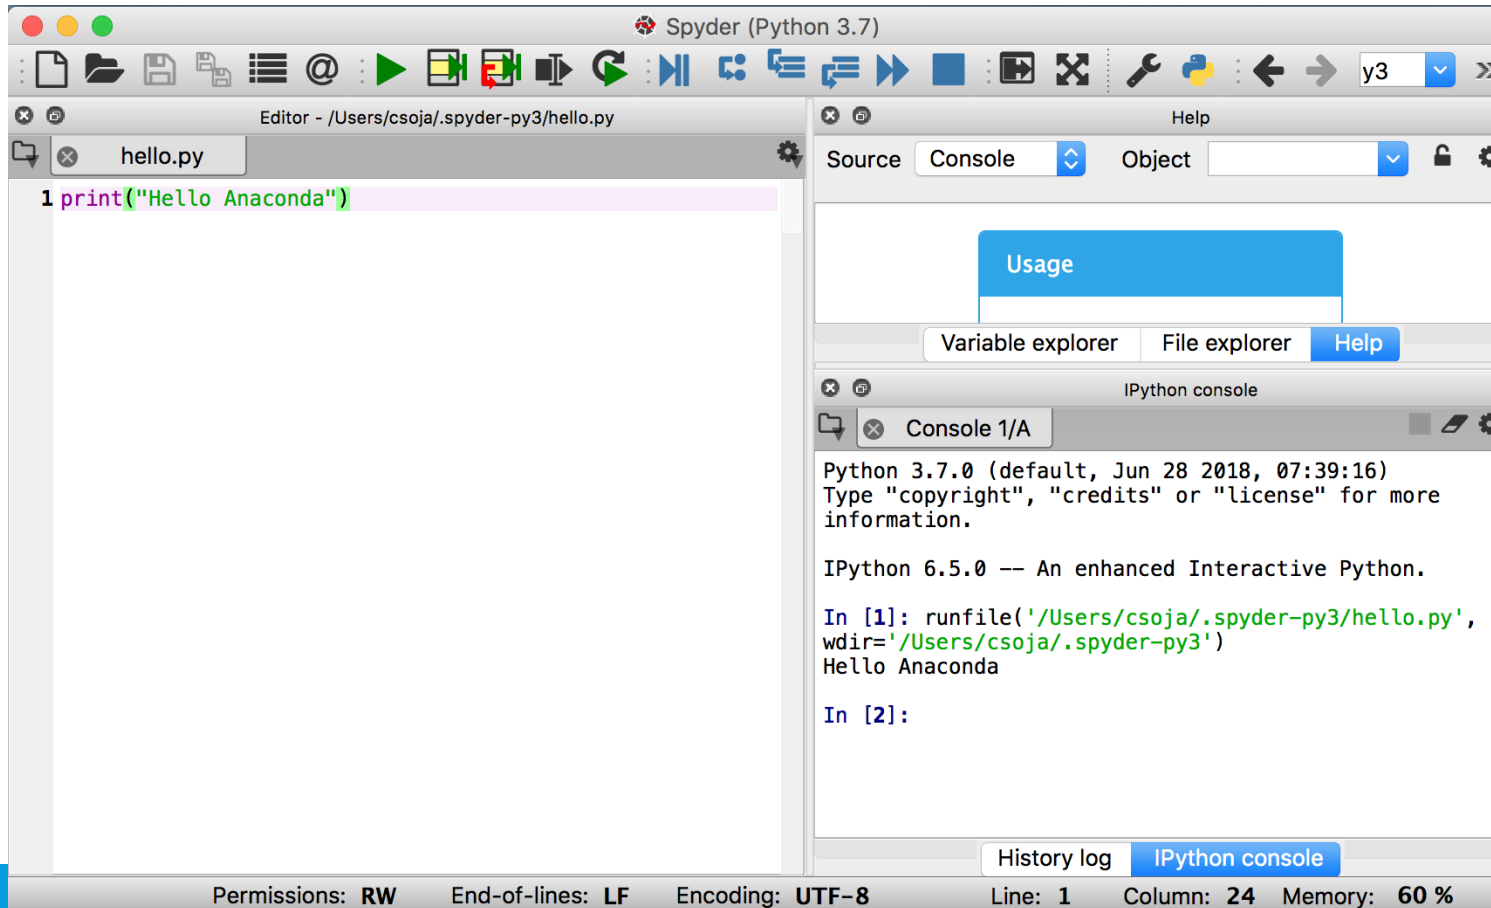 Spyder (Python 3.7)
@
y3
Editor - /Users/csoja/.spyder-py3/hello.py
hello.py
1 print("Hello Anaconda")
Help
Source Console Object
Usage
Variable explorer File explorer Help
IPython console
Console 1/A
Python 3.7.0 (default, Jun 28 2018, 07:39:16)
Type "copyright", "credits" or "license" for more
information.
IPython 6.5.0 -- An enhanced Interactive Python.
In [1]: runfile('/Users/csoja/.spyder-py3/hello.py',
wdir='/Users/csoja/.spyder-py3')
Hello Anaconda
In [2]:
History log IPython console
Permissions: RW End-of-lines: LF Encoding: UTF-8 Line: 1 Column: 24 Memory: 60 %